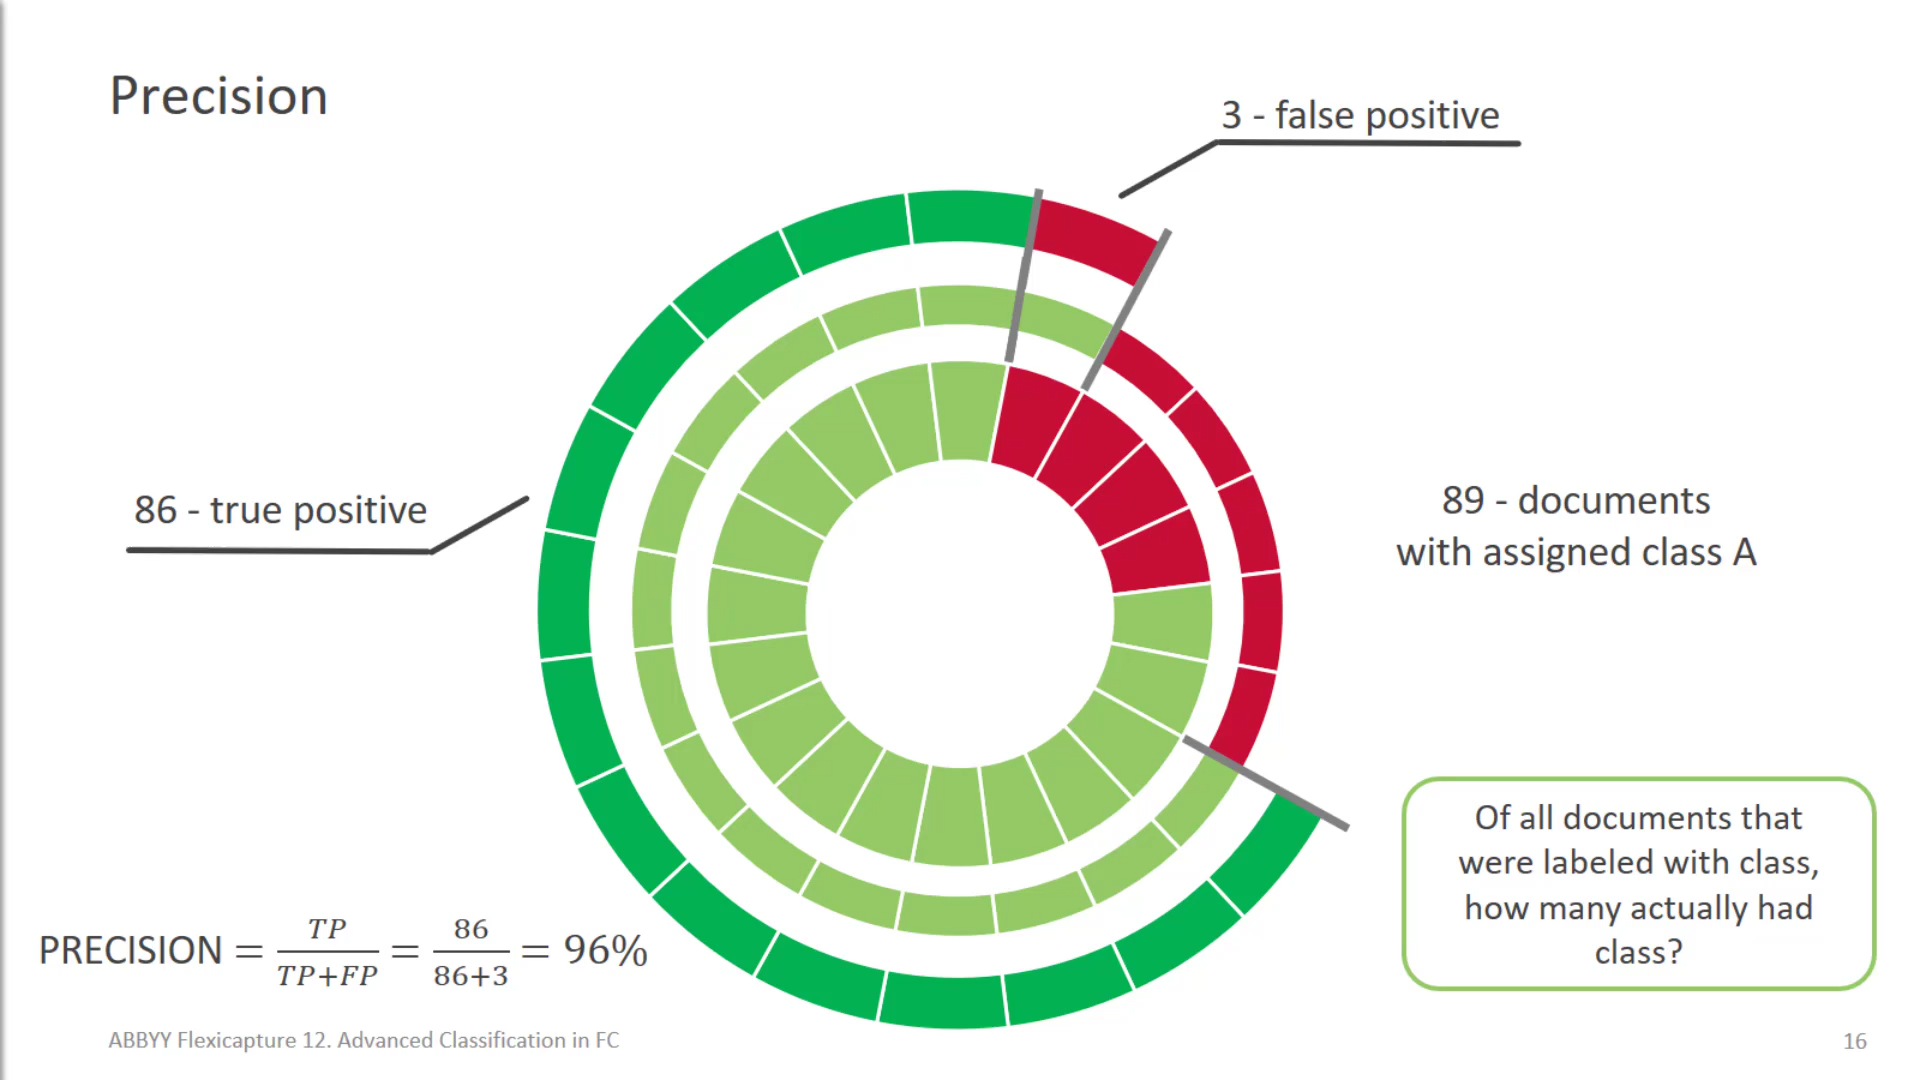 Precision
3 - false positive
86 - true positive
89 - documents
with assigned class A
Of all documents that
were labeled with class,
how many actually had
class?
PRECISION = TP/TP+FP = 86/86+3 = 96%
ABBYY Flexicapture 12. Advanced Classification in FC
16